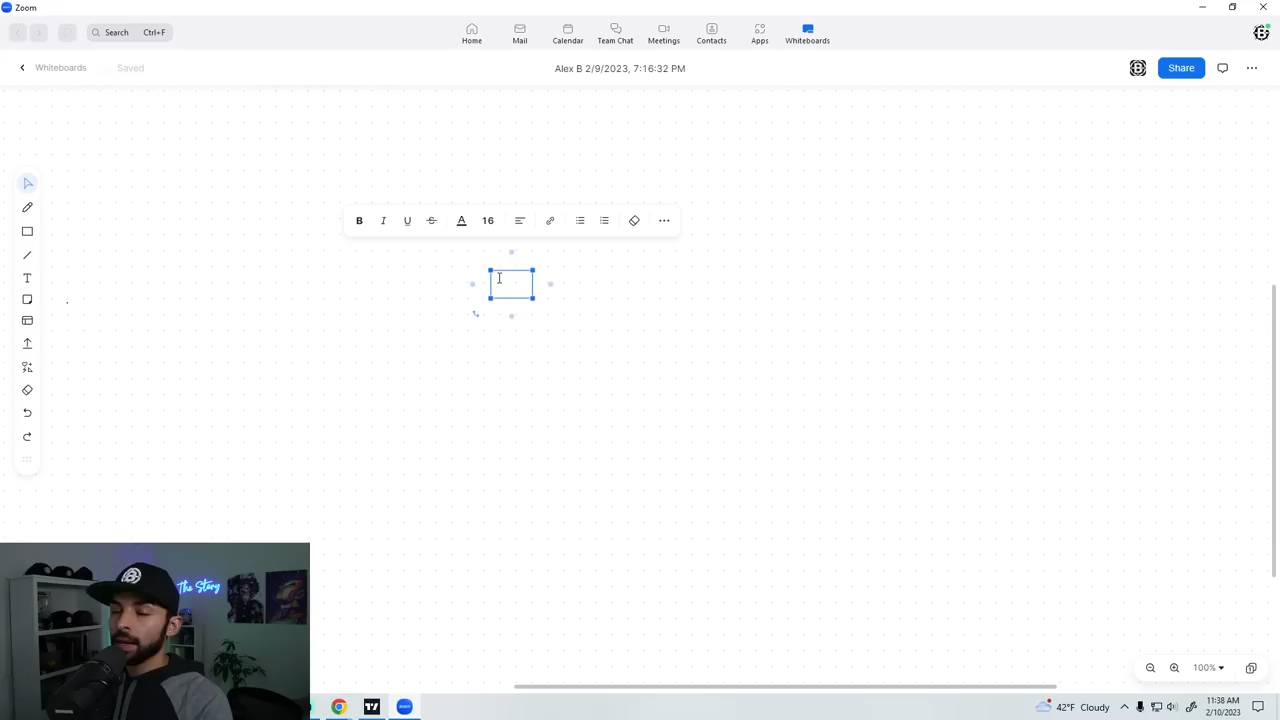 Zoom
Search Ctrl+F
Home
Mail
Calendar
Team Chat
Meetings
Contacts
Apps
Whiteboards
Whiteboards
Saved
Alex B 2/9/2023, 7:16:32 PM
Share
B I U S A 16
T
The Story
100%
zoom
42°F Cloudy
11:38 AM
2/10/2023